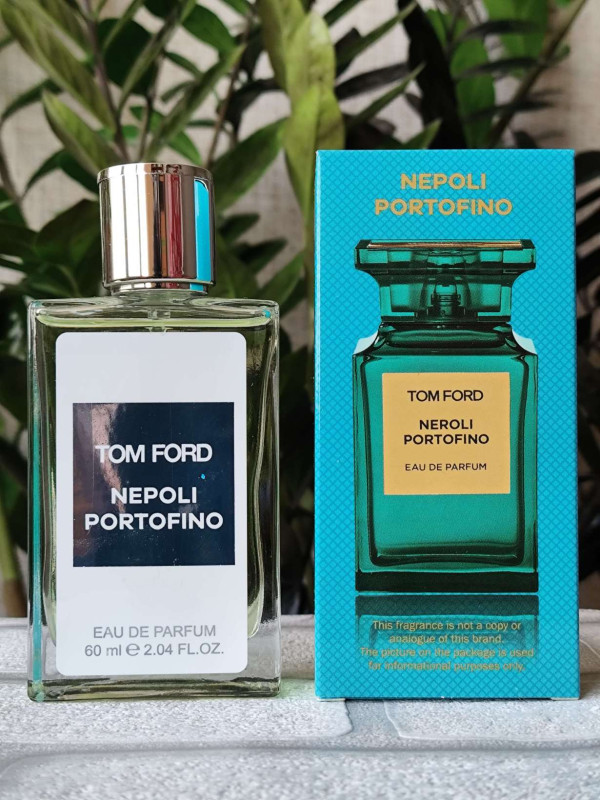 TOM FORD
NEPOLI
PORTOFINO
EAU DE PARFUM
60 ml e 2.04 FL.OZ.
NEPOLI
PORTOFINO
TOM FORD
NEROLI
PORTOFINO
EAU DE PARFUM
This fragrance is not a copy or
analogue of this brand.
The picture on the package is used
for informational purposes only.